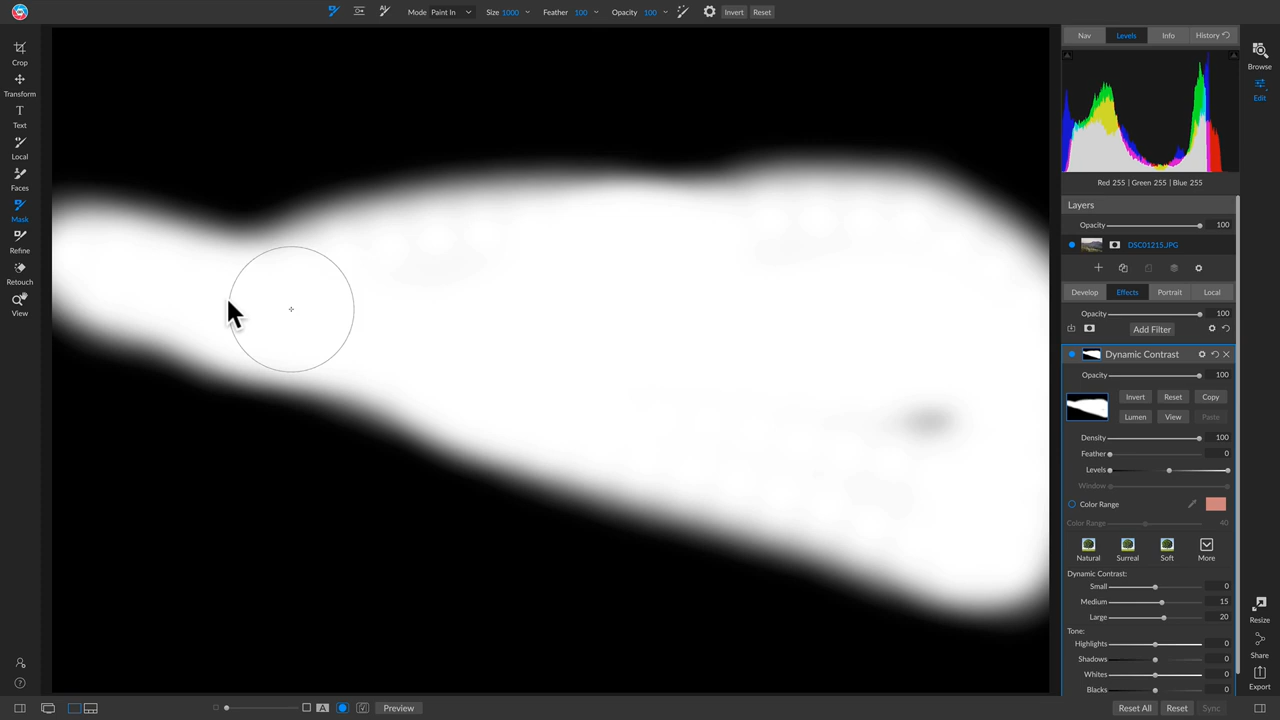 Mode Paint In Size 1000 Feather 100 Opacity 100 Invert Reset
Crop
Transform
Text
Local
Faces
Mask
Refine
Retouch
View
Nav Levels Info History
Browse
Edit
Red 255 | Green 255 | Blue 255
Layers
Opacity 100
DSC01215.JPG
Develop Effects Portrait Local
Opacity 100
Add Filter
Dynamic Contrast
Opacity 100
Invert Reset Copy
Lumen View Paste
Density 100
Feather 0
Levels
Window
Color Range
Color Range 40
Natural Surreal Soft More
Dynamic Contrast:
Small 0
Medium 15
Large 20
Tone:
Highlights 0
Shadows 0
Whites 0
Blacks 0
Resize
Share
Export
A Preview
Reset All Reset Sync